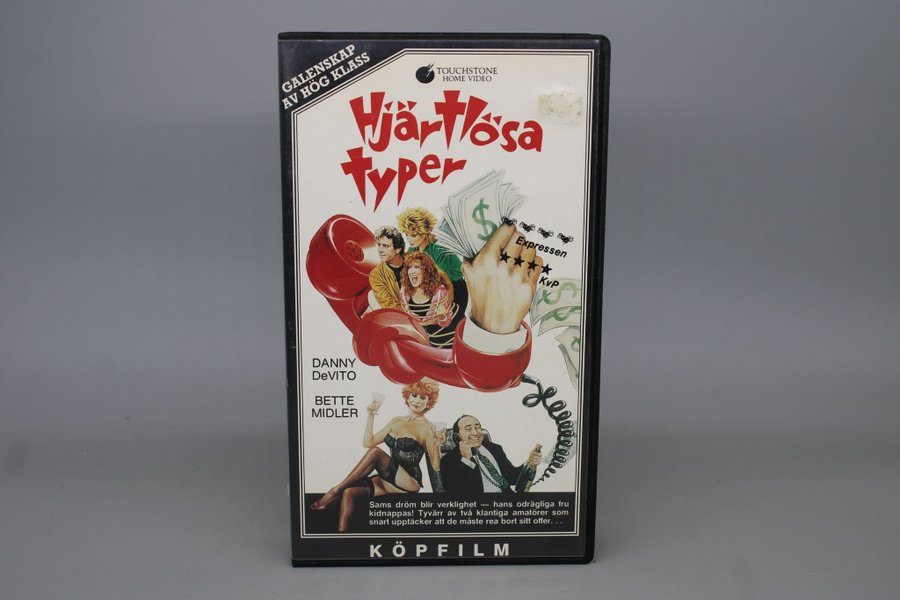 GALENSKAP
AV HÖG KLASS
TOUCHSTONE
HOME VIDEO
Hjärtlösa
typer
$
Expressen
KvP
$
$
$
DANNY
DeVITO
BETTE
MIDLER
Sams dröm blir verklighet — hans odrägliga fru
kidnappas! Tyvärr av två klantiga amatörer som
snart upptäcker att de måste rea bort sitt offer. . .
KÖPFILM